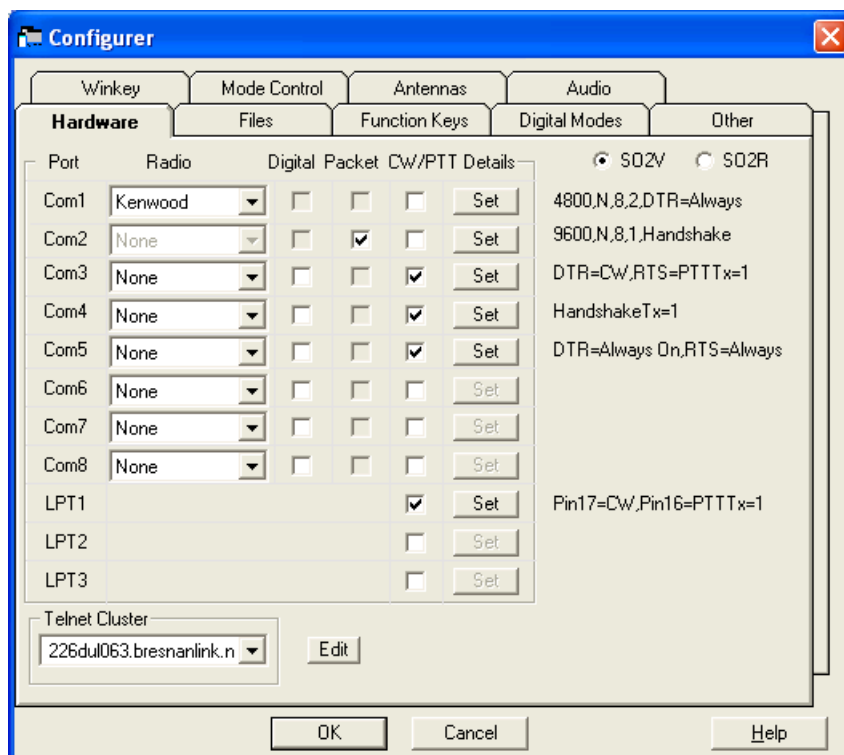 Configurer
Winkey Mode Control Antennas Audio
Hardware Files Function Keys Digital Modes Other
Port Radio Digital Packet CW/PTT Details SO2V SO2R
Com1 Kenwood Set 4800,N,8,2,DTR=Always
Com2 None Set 9600,N,8,1,Handshake
Com3 None Set DTR=CW,RTS=PTTTx=1
Com4 None Set HandshakeTx=1
Com5 None Set DTR=Always On,RTS=Always
Com6 None Set
Com7 None Set
Com8 None Set
LPT1 Set Pin17=CW,Pin16=PTTTx=1
LPT2 Set
LPT3 Set
Telnet Cluster
226dul063.bresnanlink.n Edit
OK Cancel Help